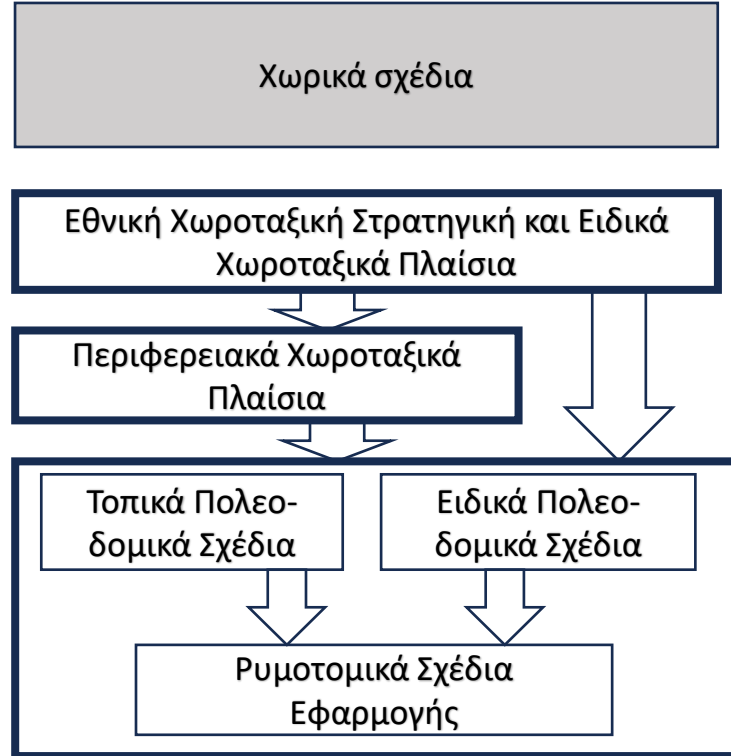 Χωρικά σχέδια
Εθνική Χωροταξική Στρατηγική και Ειδικά
Χωροταξικά Πλαίσια
Περιφερειακά Χωροταξικά
Πλαίσια
Τοπικά Πολεο-
δομικά Σχέδια
Ειδικά Πολεο-
δομικά Σχέδια
Ρυμοτομικά Σχέδια
Εφαρμογής